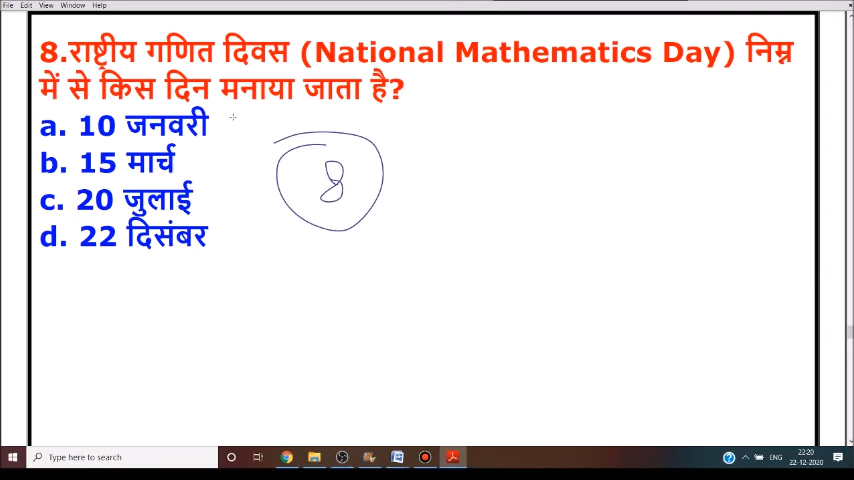 File Edit View Window Help
8.राष्ट्रीय गणित दिवस (National Mathematics Day) निम्न
में से किस दिन मनाया जाता है?
a. 10 जनवरी
b. 15 मार्च
c. 20 जुलाई
d. 22 दिसंबर
8
Type here to search
ENG
22:20
22-12-2020